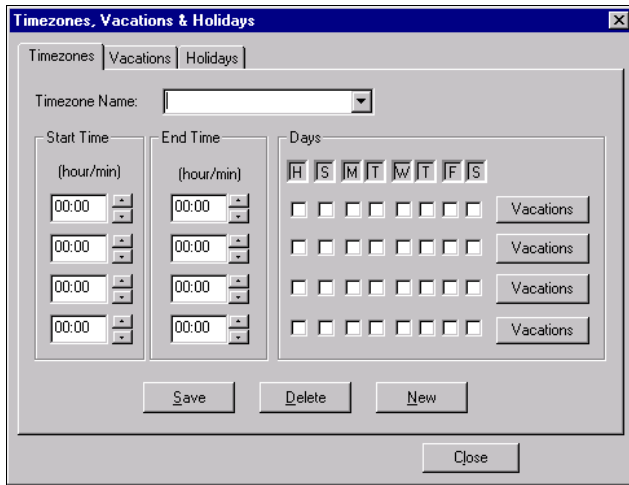 Timezones, Vacations & Holidays
Timezones Vacations Holidays
Timezone Name:
Start Time End Time Days
(hour/min) (hour/min) H S M T W T F S
00:00 00:00 Vacations
00:00 00:00 Vacations
00:00 00:00 Vacations
00:00 00:00 Vacations
Save Delete New
Close